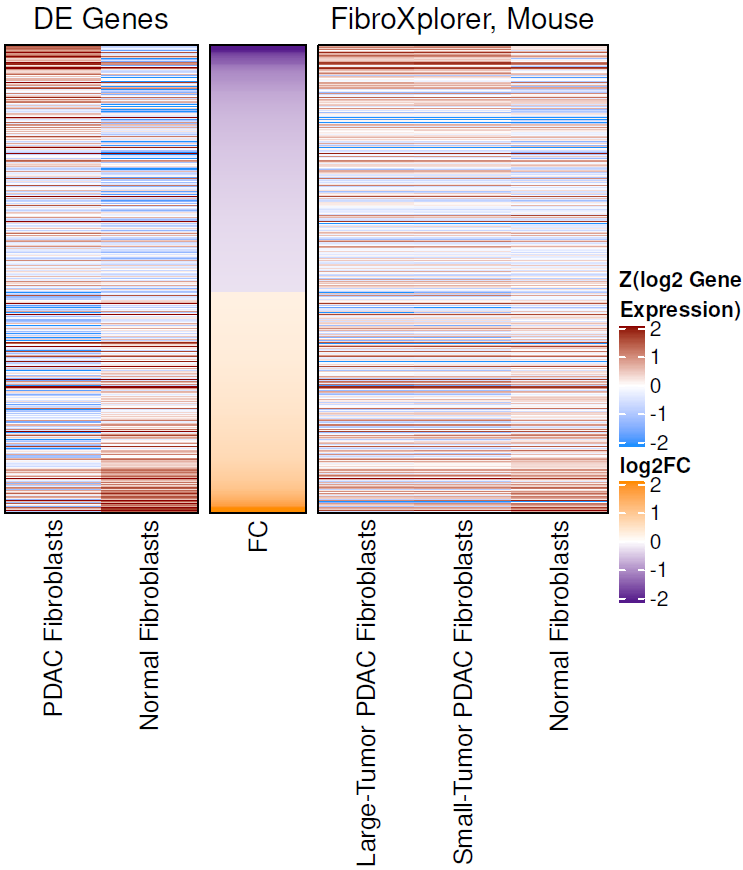 DE Genes
FibroXplorer, Mouse
Z(log2 Gene
Expression)
2
1
0
-1
-2
log2FC
2
1
0
-1
-2
PDAC Fibroblasts
Normal Fibroblasts
FC
Large-Tumor PDAC Fibroblasts
Small-Tumor PDAC Fibroblasts
Normal Fibroblasts